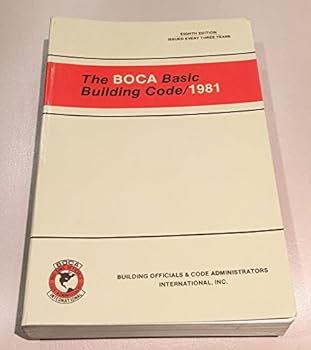 EIGHTH EDITION
ISSUED EVERY THREE YEARS
The BOCA Basic
Building Code/1981
BOCA
INTERNATIONAL
BUILDING OFFICIALS & CODE ADMINISTRATORS
INTERNATIONAL, INC.